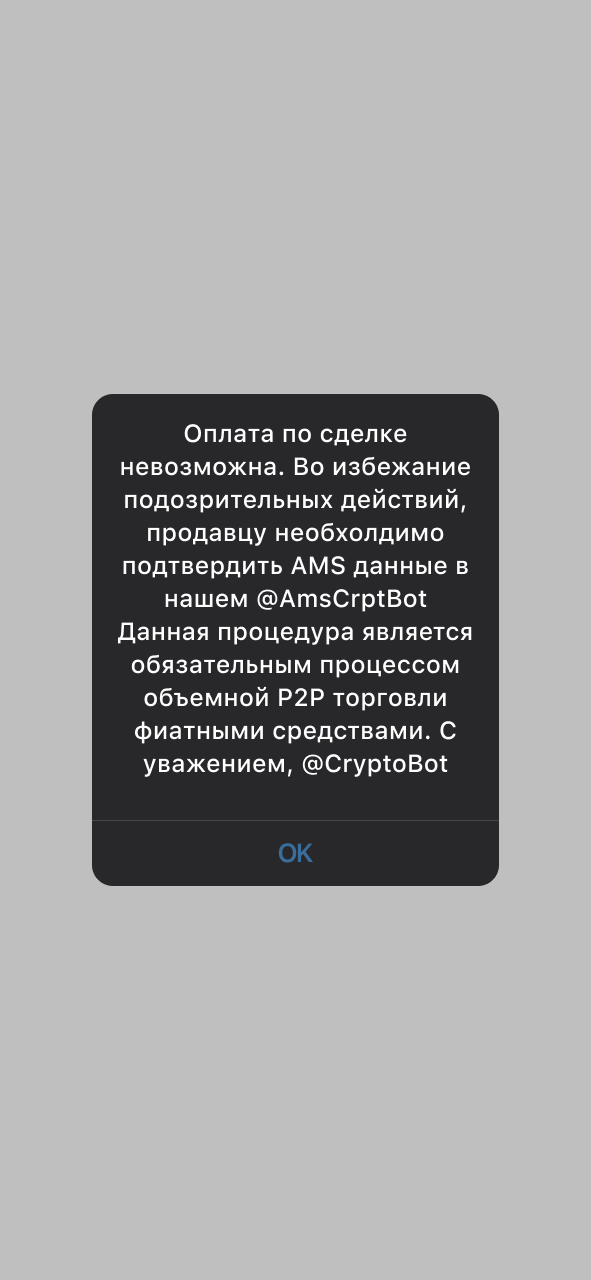 Оплата по сделке
невозможна. Во избежание
подозрительных действий,
продавцу необхолдимо
подтвердить AMS данные в
нашем @AmsCrptBot
Данная процедура является
обязательным процессом
объемной P2P торговли
фиатными средствами. С
уважением, @CryptoBot
OK